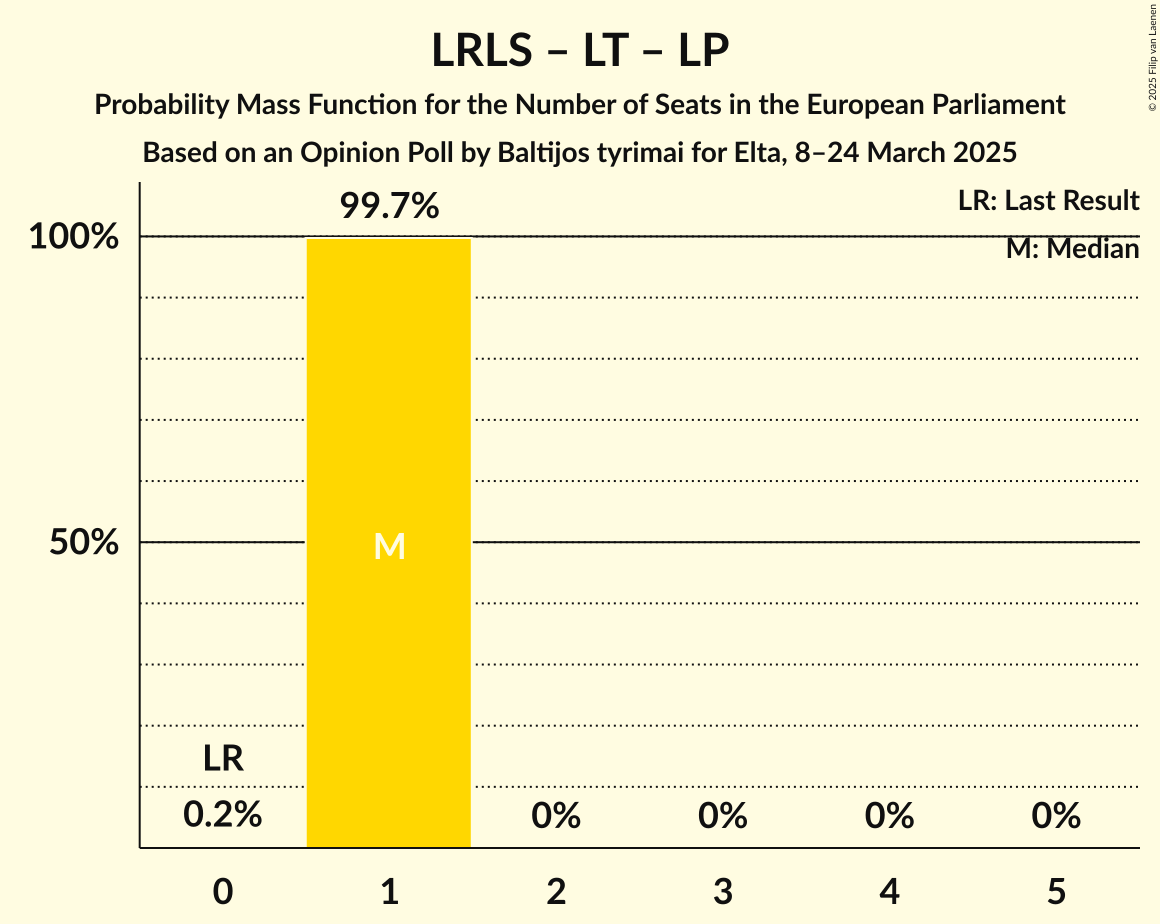 LRLS – LT – LP
Probability Mass Function for the Number of Seats in the European Parliament
Based on an Opinion Poll by Baltijos tyrimai for Elta, 8–24 March 2025
© 2025 Filip van Laenen
LR: Last Result
M: Median
99.7%
100%
50%
M
LR
0.2%
0%
0%
0%
0%
0
1
2
3
4
5